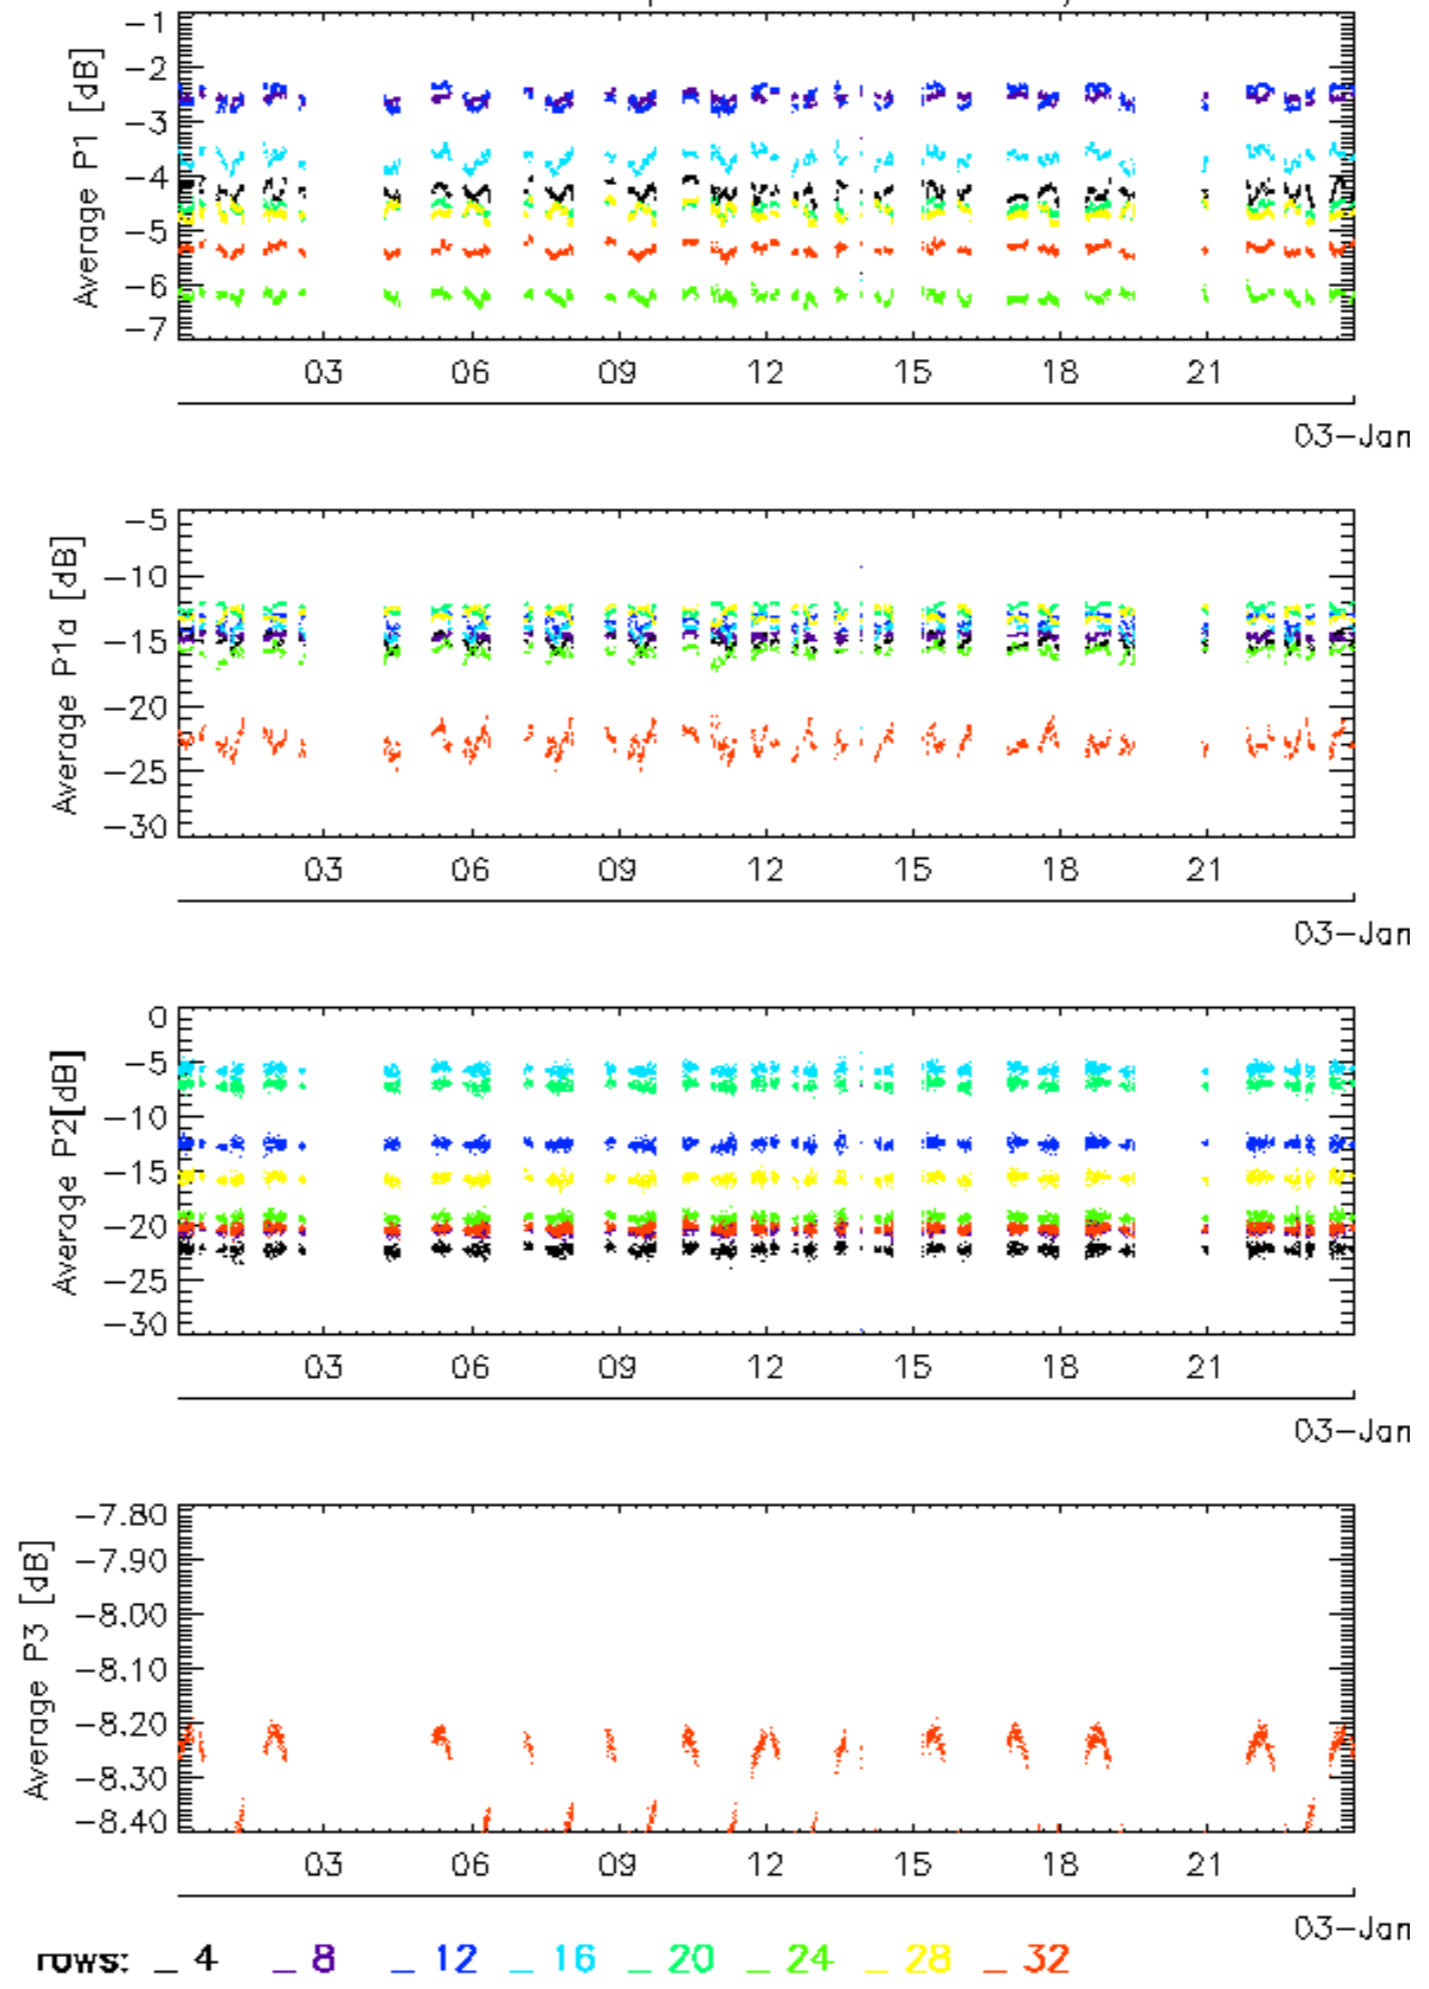 -1
-2
-3
-4
-5
-6
-7
Average P1 [dB]
03 06 09 12 15 18 21
03-Jan
-5
-10
-15
-20
-25
-30
Average P1a [dB]
03 06 09 12 15 18 21
03-Jan
0
-5
-10
-15
-20
-25
-30
Average P2[dB]
03 06 09 12 15 18 21
03-Jan
-7.80
-7.90
-8.00
-8.10
-8.20
-8.30
-8.40
Average P3 [dB]
03 06 09 12 15 18 21
03-Jan
rows: _ 4 _ 8 _ 12 _ 16 _ 20 _ 24 _ 28 _ 32